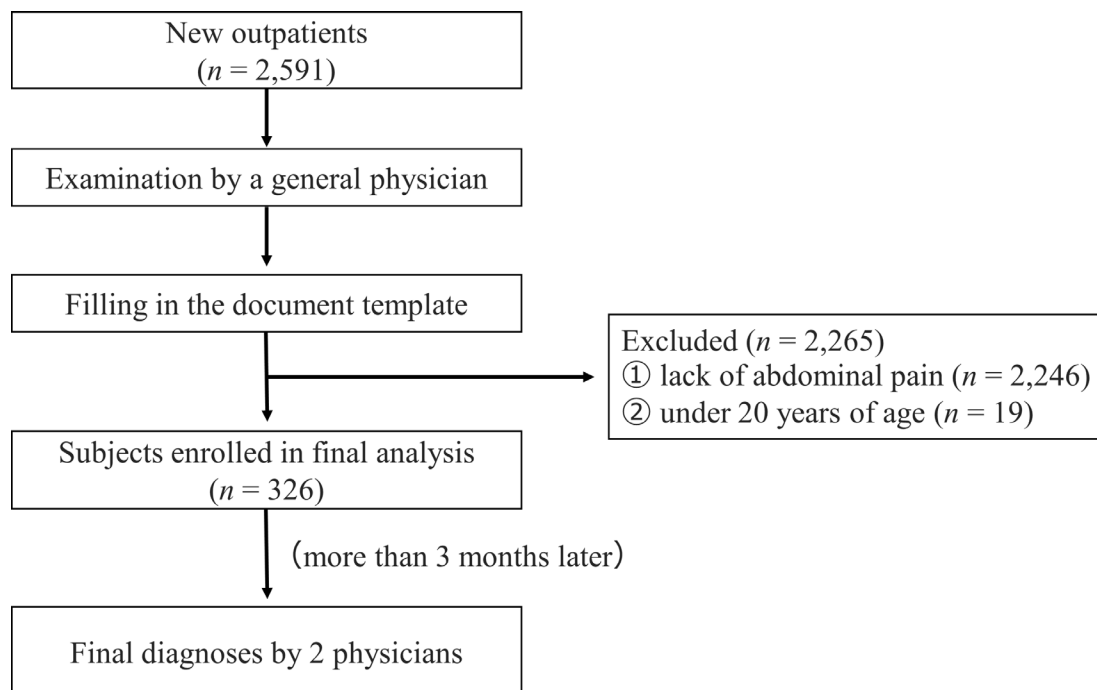 New outpatients
(n = 2,591)
Examination by a general physician
Filling in the document template
Excluded (n = 2,265)
① lack of abdominal pain (n = 2,246)
② under 20 years of age (n = 19)
Subjects enrolled in final analysis
(n = 326)
（more than 3 months later）
Final diagnoses by 2 physicians